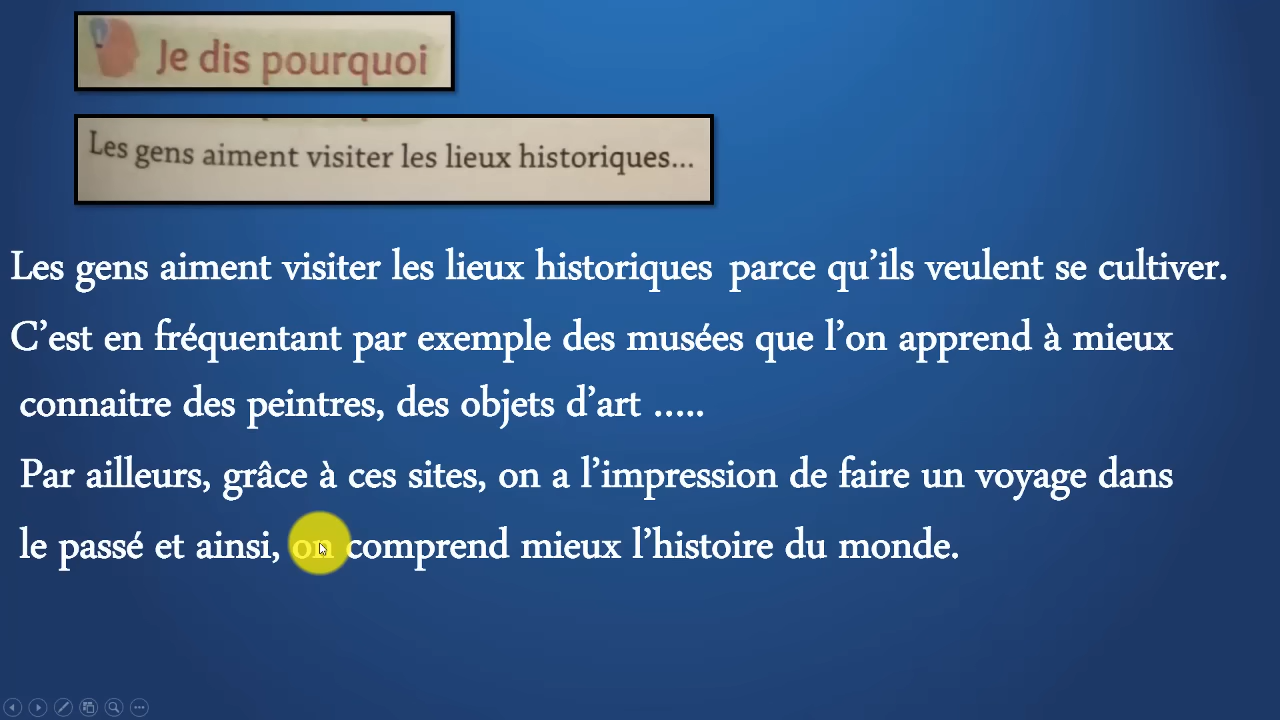 Je dis pourquoi
Les gens aiment visiter les lieux historiques...
Les gens aiment visiter les lieux historiques parce qu’ils veulent se cultiver.
C’est en fréquentant par exemple des musées que l’on apprend à mieux
connaitre des peintres, des objets d’art .....
Par ailleurs, grâce à ces sites, on a l’impression de faire un voyage dans
le passé et ainsi, on comprend mieux l’histoire du monde.